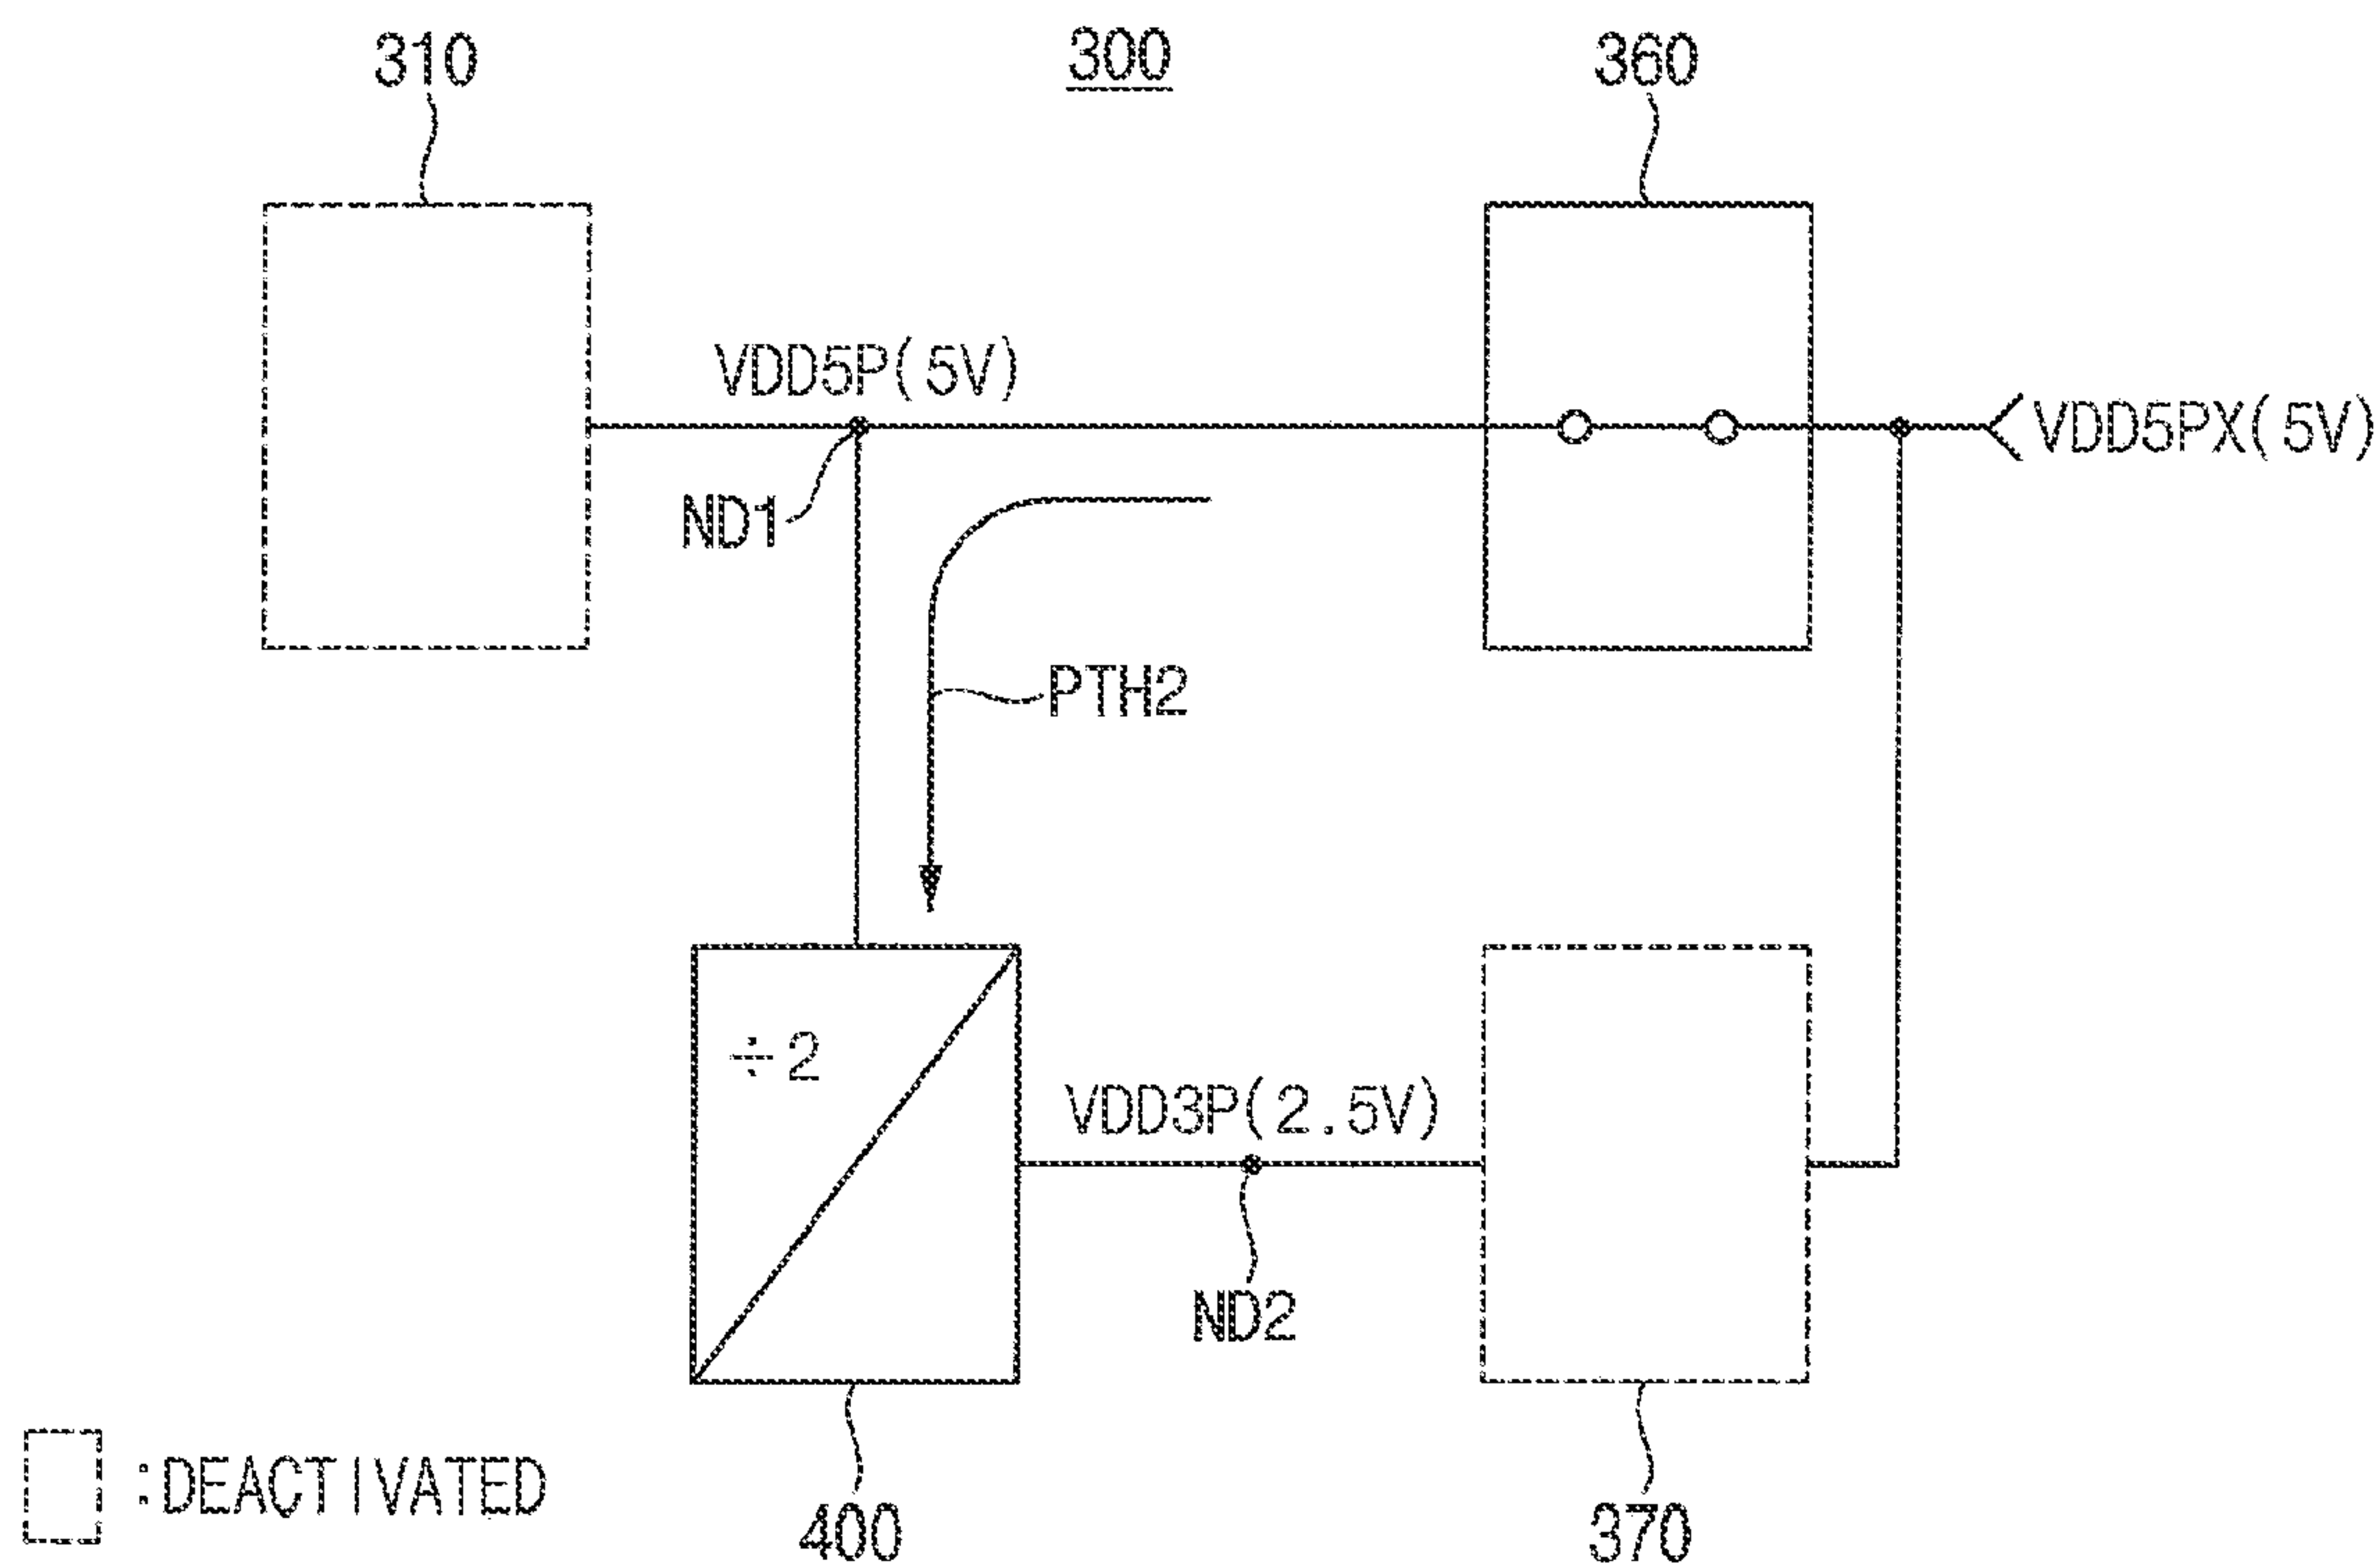 310
300
360
VDD5P(5V)
VDD5PX(5V)
ND1
PTH2
÷2
VDD3P(2.5V)
ND2
:DEACTIVATED
400
370